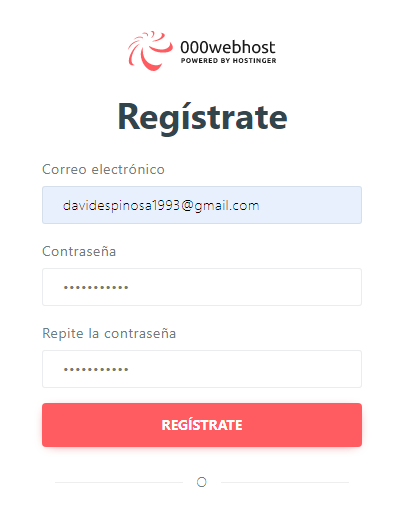 000webhost
POWERED BY HOSTINGER
Regístrate
Correo electrónico
davidespinosa1993@gmail.com
Contraseña
•••••••••••
Repite la contraseña
•••••••••••
REGÍSTRATE
O